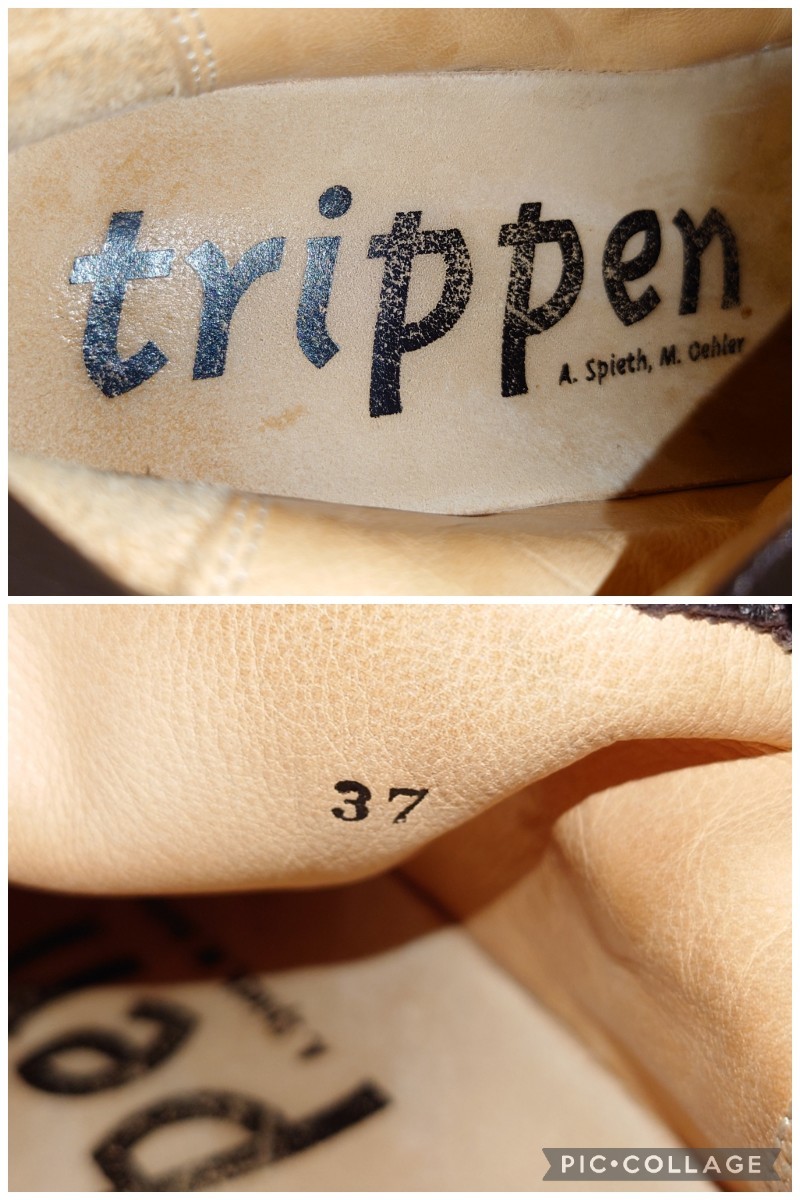 trippen
A. Spieth, M. Oehler
37
PIC•COLLAGE